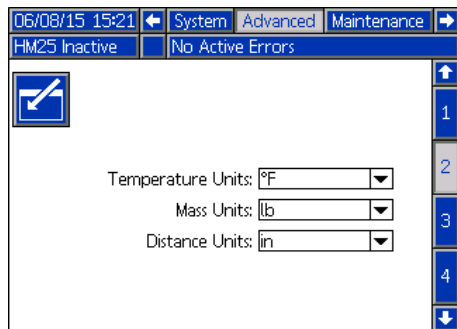 06/08/15 15:21 System Advanced Maintenance
HM25 Inactive No Active Errors
1
2
Temperature Units: °F
Mass Units: lb
3
Distance Units: in
4